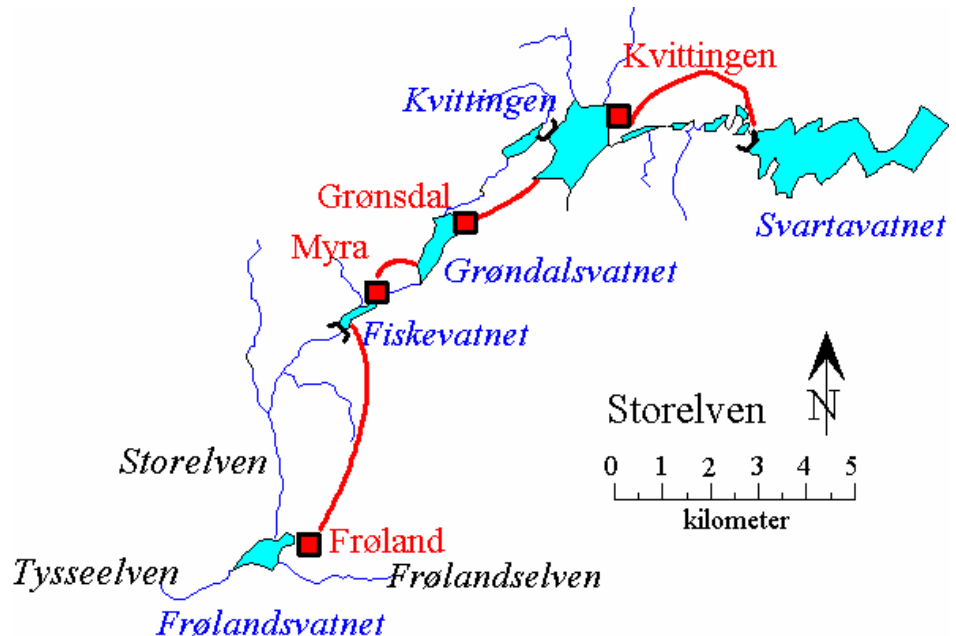 Kvittingen
Kvittingen
Grønsdal
Svartavatnet
Myra
Grøndalsvatnet
Fiskevatnet
Storelven
N
0 1 2 3 4 5
kilometer
Storelven
Frøland
Tysseelven
Frølandselven
Frølandsvatnet